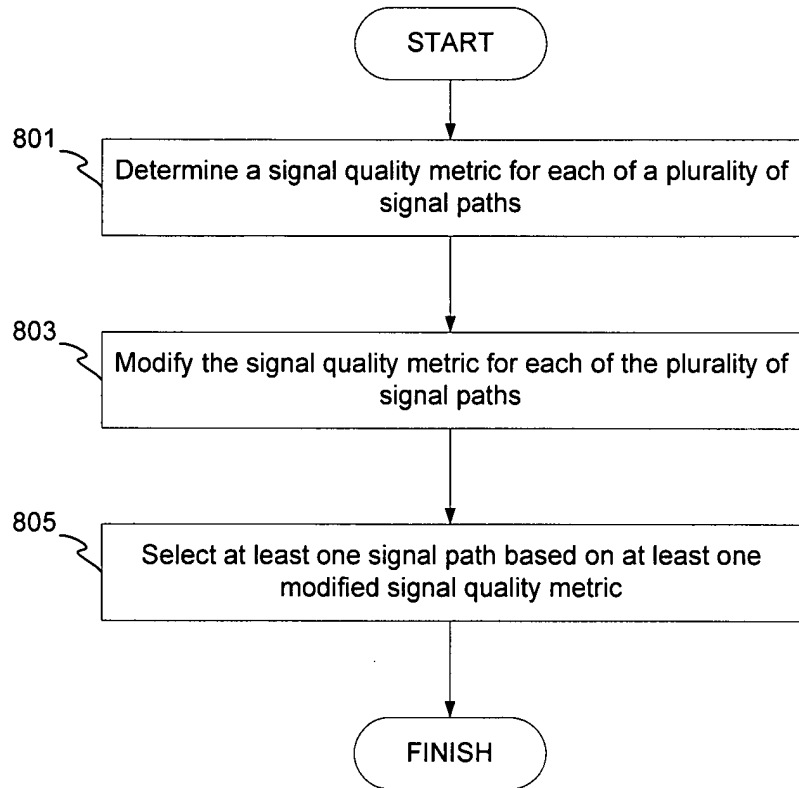 START
801
Determine a signal quality metric for each of a plurality of
signal paths
803
Modify the signal quality metric for each of the plurality of
signal paths
805
Select at least one signal path based on at least one
modified signal quality metric
FINISH